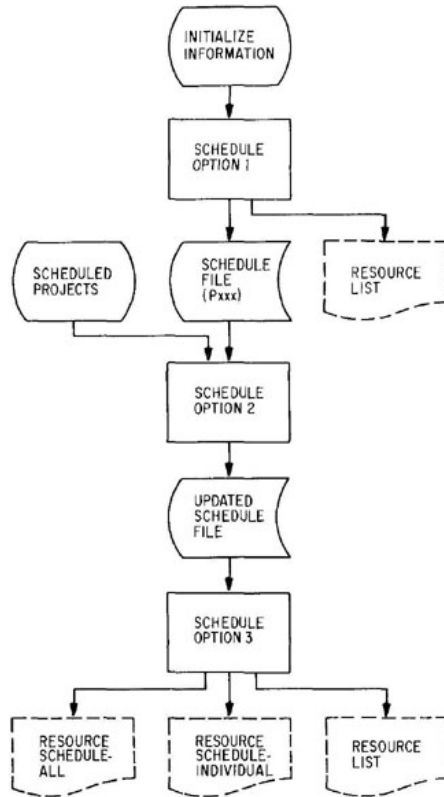 INITIALIZE
INFORMATION
SCHEDULE
OPTION 1
SCHEDULED
PROJECTS
SCHEDULE
FILE
(Pxxx)
RESOURCE
LIST
SCHEDULE
OPTION 2
UPDATED
SCHEDULE
FILE
SCHEDULE
OPTION 3
RESOURCE
SCHEDULE-
ALL
RESOURCE
SCHEDULE-
INDIVIDUAL
RESOURCE
LIST